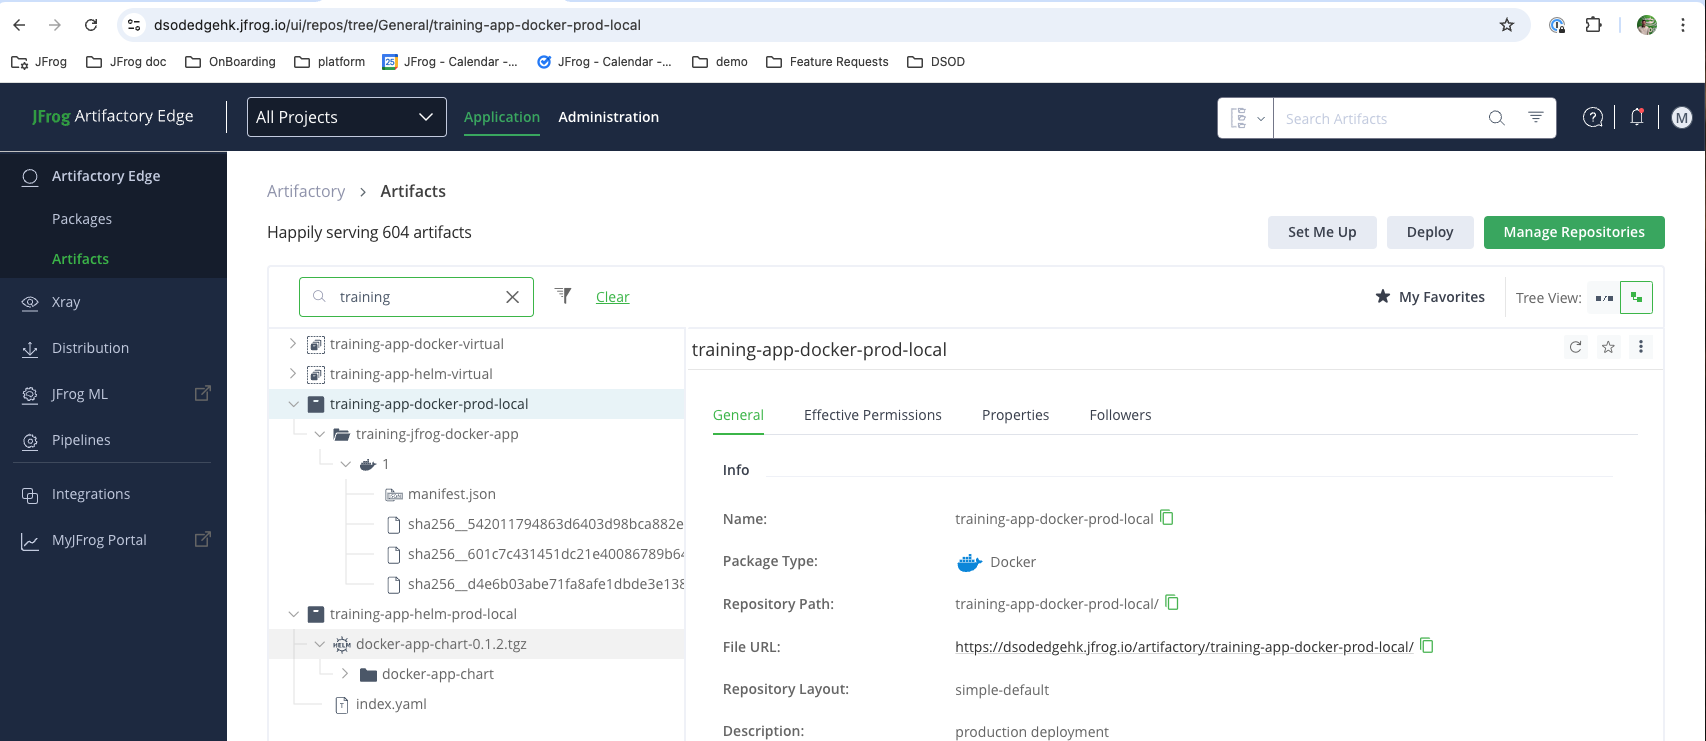 dsodedgehk.jfrog.io/ui/repos/tree/General/training-app-docker-prod-local
JFrog
JFrog doc
OnBoarding
platform
25
JFrog - Calendar -...
JFrog - Calendar -...
demo
Feature Requests
DSOD
JFrog Artifactory Edge
All Projects
Application
Administration
Search Artifacts
M
Artifactory Edge
Packages
Artifacts
Xray
Distribution
JFrog ML
Pipelines
Integrations
MyJFrog Portal
Artifactory > Artifacts
Happily serving 604 artifacts
Set Me Up
Deploy
Manage Repositories
training
Clear
My Favorites
Tree View:
training-app-docker-virtual
training-app-helm-virtual
training-app-docker-prod-local
training-jfrog-docker-app
1
manifest.json
sha256__542011794863d6403d98bca882e
sha256__601c7c431451dc21e40086789b64
sha256__d4e6b03abe71fa8afe1dbde3e138
training-app-helm-prod-local
HELM
docker-app-chart-0.1.2.tgz
docker-app-chart
index.yaml
training-app-docker-prod-local
General
Effective Permissions
Properties
Followers
Info
Name: training-app-docker-prod-local
Package Type: Docker
Repository Path: training-app-docker-prod-local/
File URL: https://dsodedgehk.jfrog.io/artifactory/training-app-docker-prod-local/
Repository Layout: simple-default
Description: production deployment